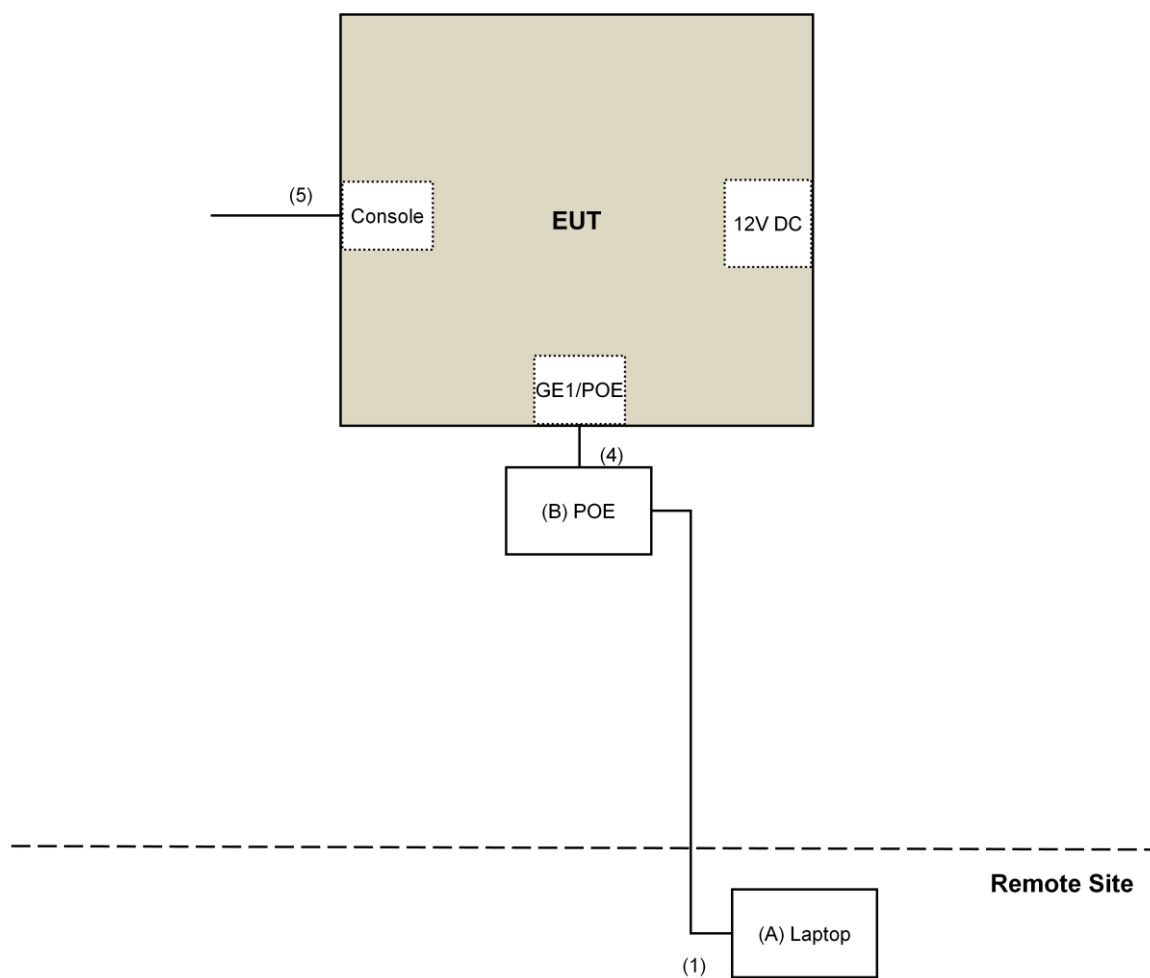 (5)
Console
EUT
12V DC
GE1/POE
(4)
(B) POE
Remote Site
(A) Laptop
(1)